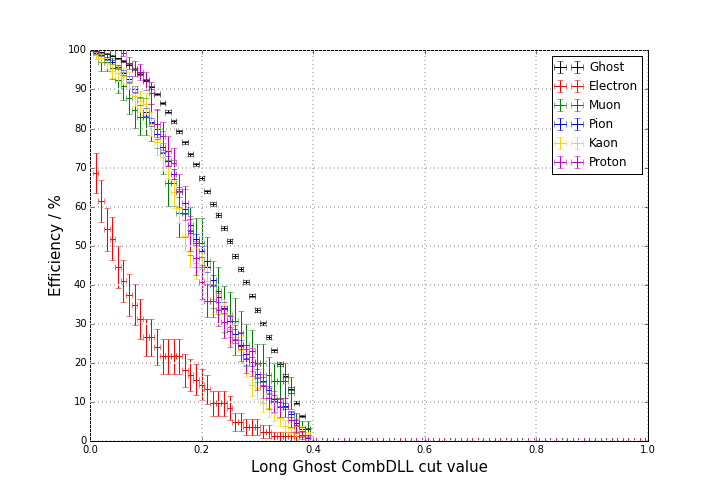 100
90
80
70
60
50
40
30
20
10
0
Efficiency / %
0.0 0.2 0.4 0.6 0.8 1.0
Long Ghost CombDLL cut value
Ghost
Electron
Muon
Pion
Kaon
Proton